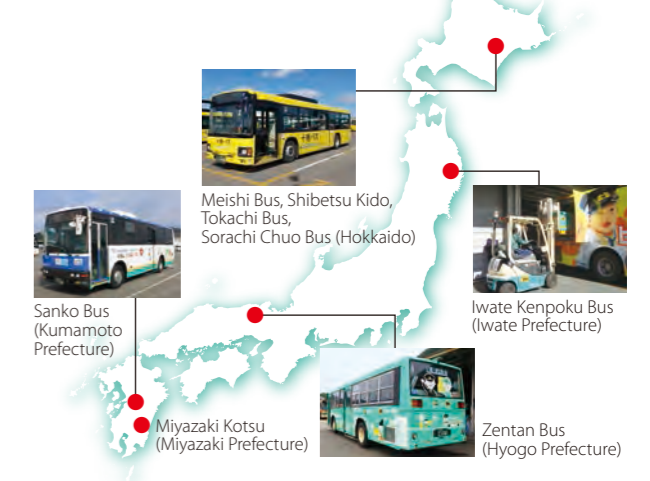 Meishi Bus, Shibetsu Kido,
Tokachi Bus,
Sorachi Chuo Bus (Hokkaido)
Sanko Bus
(Kumamoto
Prefecture)
Iwate Kenpoku Bus
(Iwate Prefecture)
Miyazaki Kotsu
(Miyazaki Prefecture)
Zentan Bus
(Hyogo Prefecture)